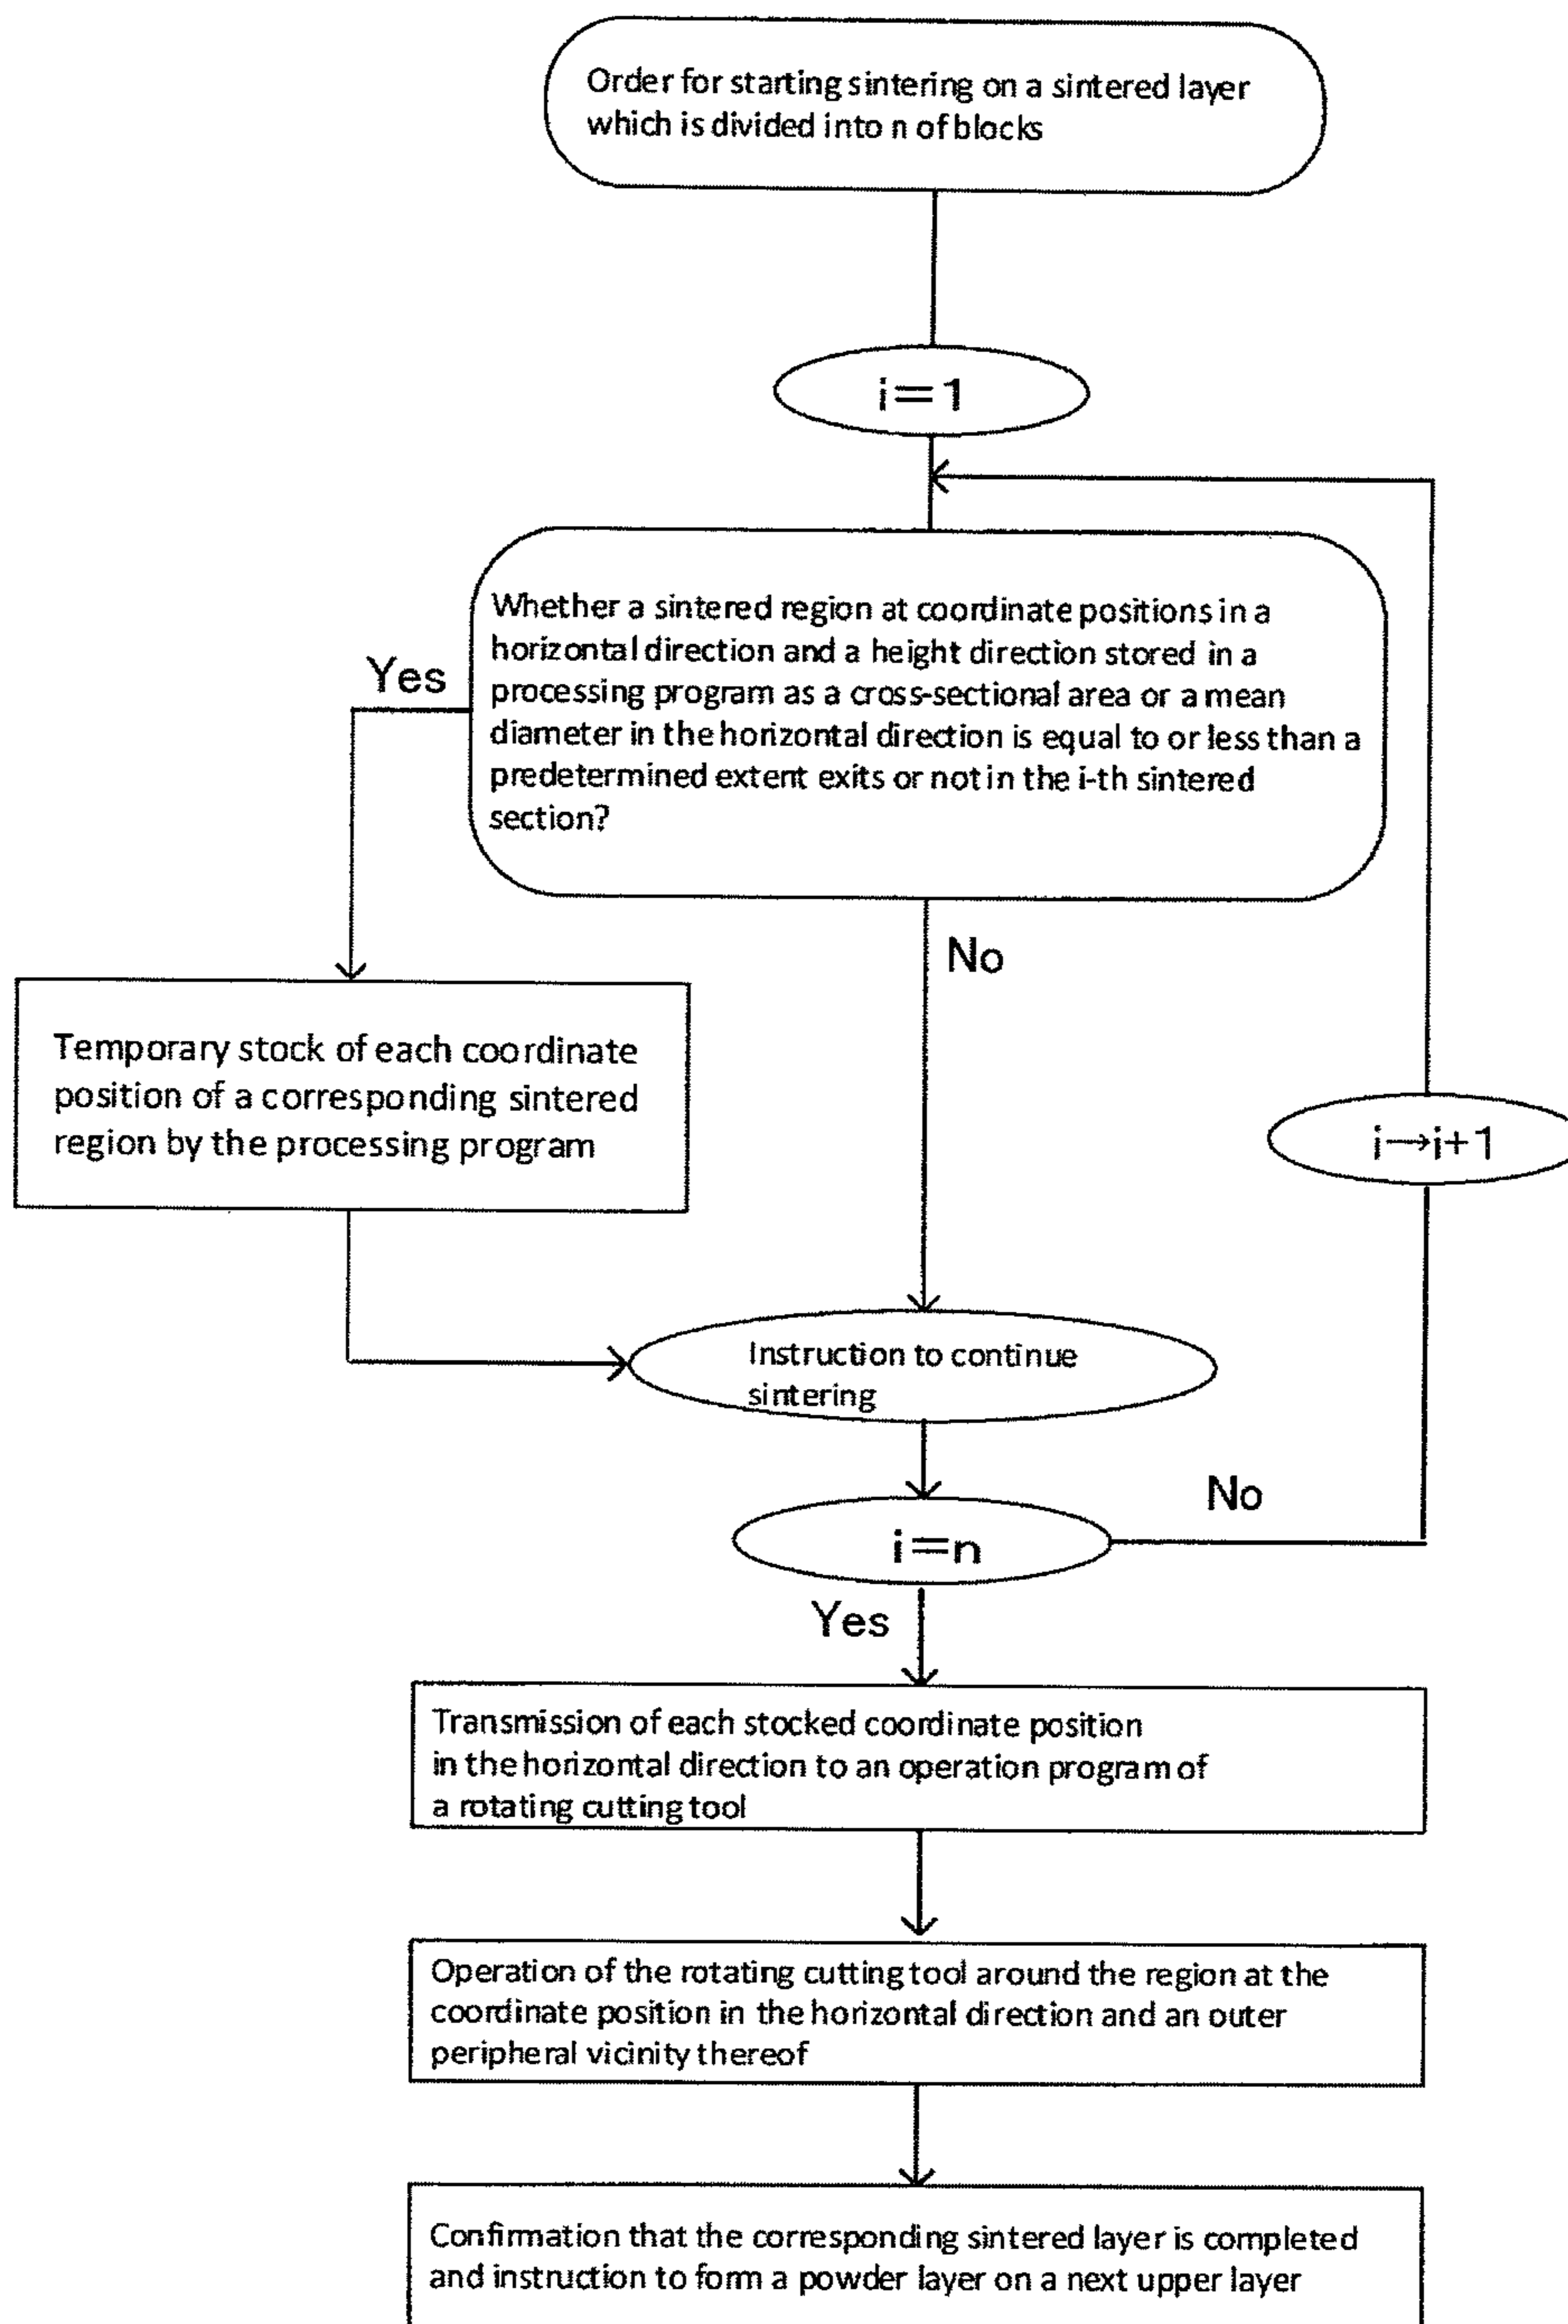 Order for starting sintering on a sintered layer
which is divided into n of blocks
i=1
Whether a sintered region at coordinate positions in a
horizontal direction and a height direction stored in a
processing program as a cross-sectional area or a mean
diameter in the horizontal direction is equal to or less than a
predetermined extent exits or not in the i-th sintered
section?
Yes
No
Temporary stock of each coordinate
position of a corresponding sintered
region by the processing program
i→i+1
Instruction to continue
sintering
No
i=n
Yes
Transmission of each stocked coordinate position
in the horizontal direction to an operation program of
a rotating cutting tool
Operation of the rotating cutting tool around the region at the
coordinate position in the horizontal direction and an outer
peripheral vicinity thereof
Confirmation that the corresponding sintered layer is completed
and instruction to form a powder layer on a next upper layer